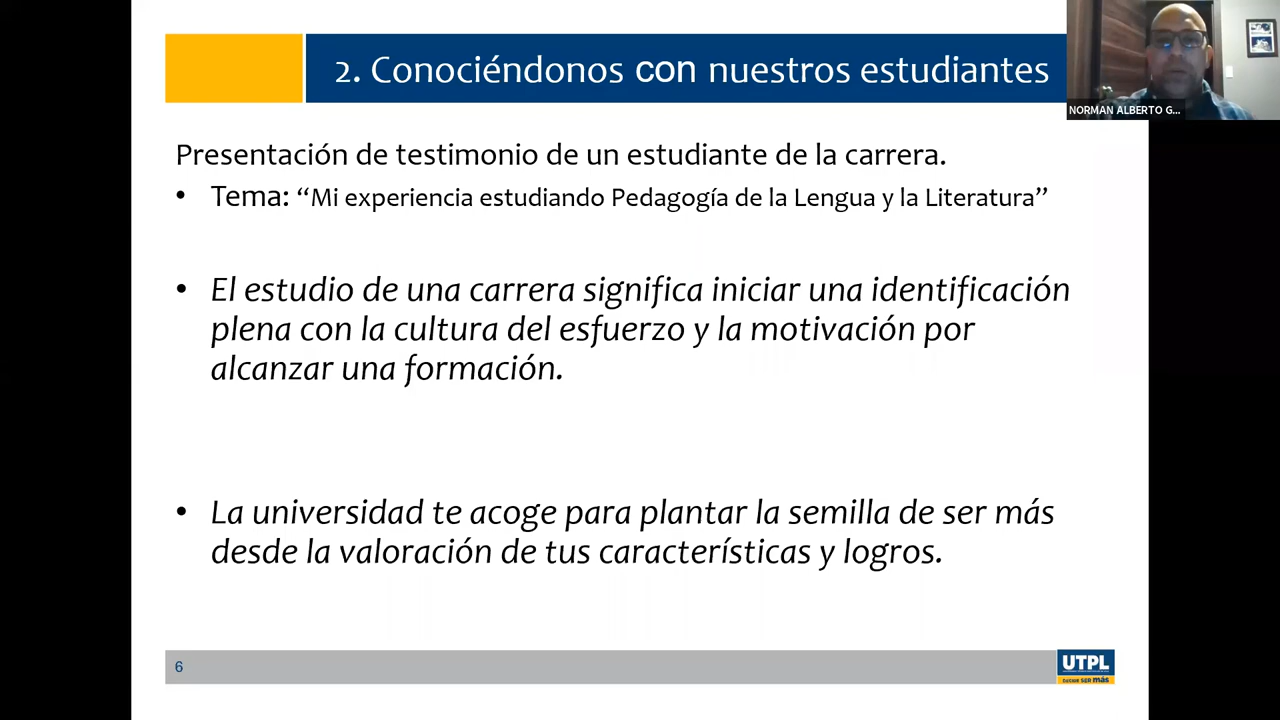 2. Conociéndonos con nuestros estudiantes
NORMAN ALBERTO G...
Presentación de testimonio de un estudiante de la carrera.
• Tema: “Mi experiencia estudiando Pedagogía de la Lengua y la Literatura”
• El estudio de una carrera significa iniciar una identificación
plena con la cultura del esfuerzo y la motivación por
alcanzar una formación.
• La universidad te acoge para plantar la semilla de ser más
desde la valoración de tus características y logros.
6
UTPL
Decide SER más